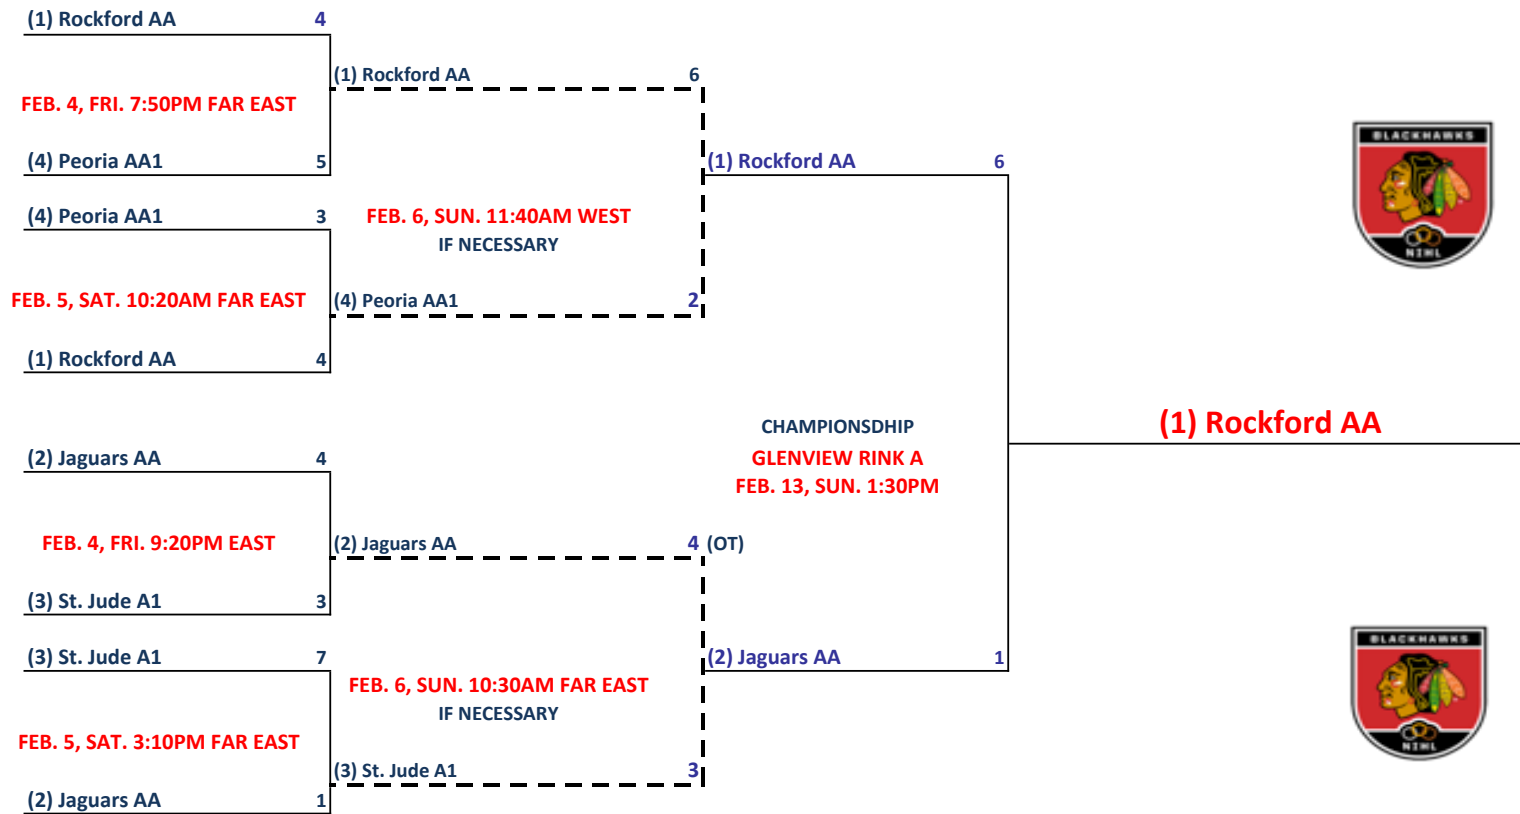 (1) Rockford AA 4
(1) Rockford AA 6
FEB. 4, FRI. 7:50PM FAR EAST
(4) Peoria AA1 5
(1) Rockford AA 6
(4) Peoria AA1 3
FEB. 6, SUN. 11:40AM WEST
IF NECESSARY
FEB. 5, SAT. 10:20AM FAR EAST
(4) Peoria AA1 2
(1) Rockford AA 4
BLACKHAWKS
NIHL
(1) Rockford AA
CHAMPIONSDHIP
GLENVIEW RINK A
FEB. 13, SUN. 1:30PM
(2) Jaguars AA 4
FEB. 4, FRI. 9:20PM EAST
(2) Jaguars AA 4 (OT)
(3) St. Jude A1 3
(3) St. Jude A1 7
(2) Jaguars AA 1
FEB. 6, SUN. 10:30AM FAR EAST
IF NECESSARY
FEB. 5, SAT. 3:10PM FAR EAST
(3) St. Jude A1 3
(2) Jaguars AA 1
BLACKHAWKS
NIHL